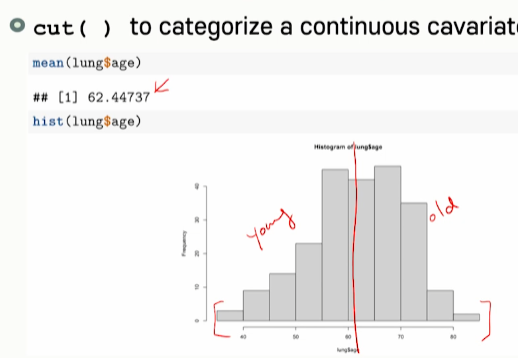 cut( ) to categorize a continuous cavariat
mean(lung$age)
## [1] 62.44737
hist(lung$age)
Histogram of lung$age
young
old
Frequency
40
30
20
10
0
40 50 60 70 80
lung$age